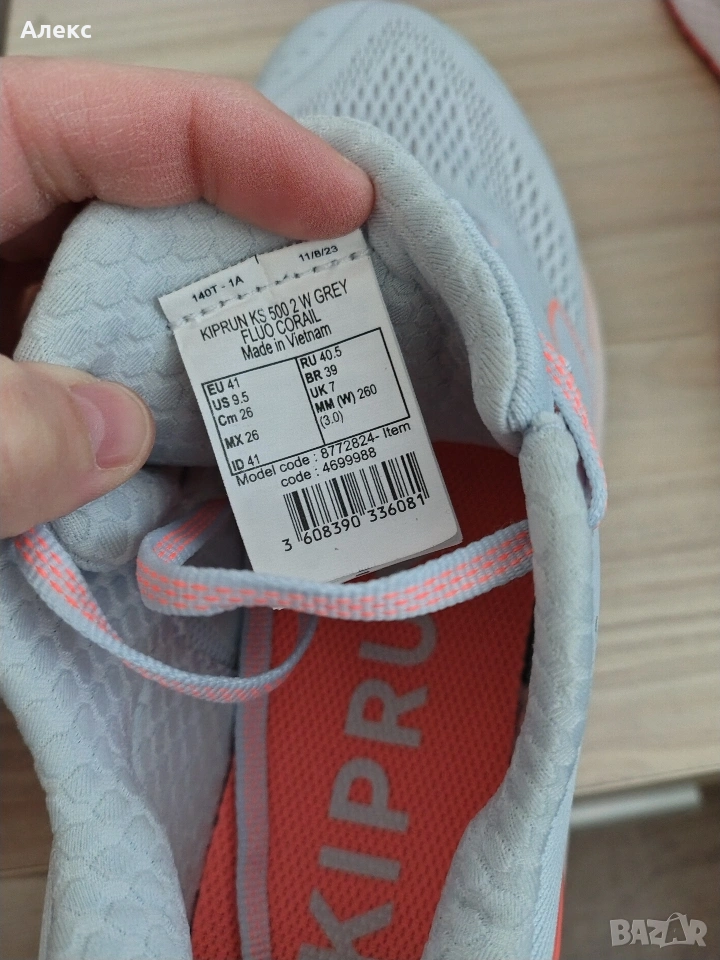 Алекс
140T - 1A
11/8/23
KIPRUN KS 500 2 W GREY
FLUO CORAIL
Made in Vietnam
EU 41
US 9.5
Cm 26
MX 26
ID 41
RU 40.5
BR 39
UK 7
MM (W) 260
(3.0)
Model code : 8772824- Item
code : 4699988
3 608390 336081
KIPRUN
BAZAR